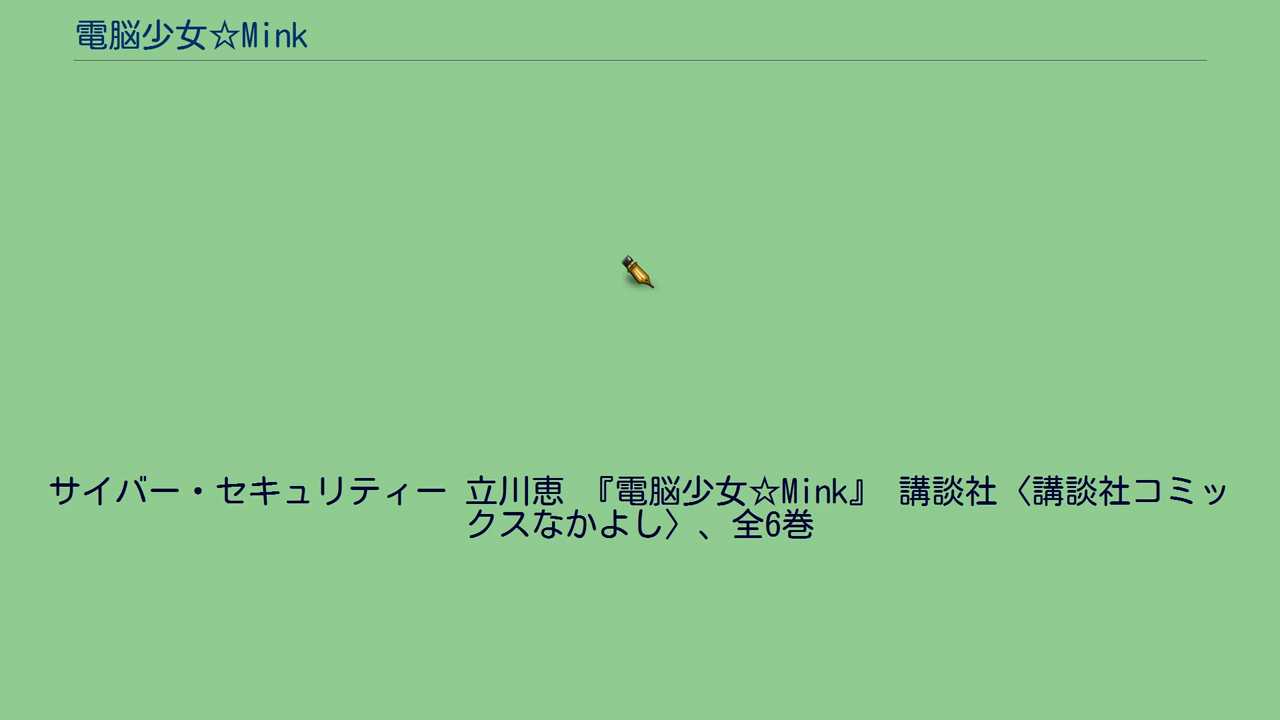 電脳少女☆Mink
サイバー・セキュリティー 立川恵 『電脳少女☆Mink』 講談社〈講談社コミッ
クスなかよし〉、全6巻